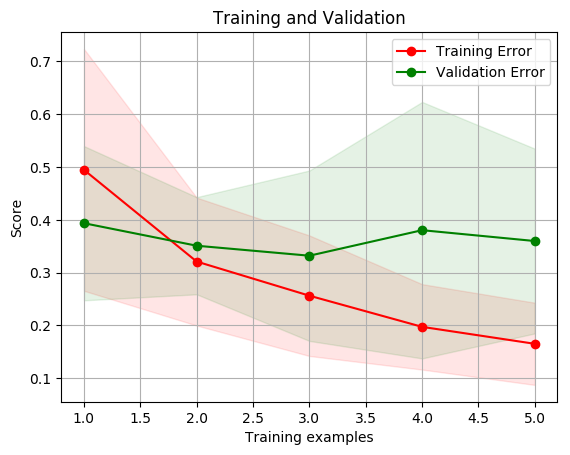 Training and Validation
Training Error
Validation Error
0.7
0.6
0.5
0.4
0.3
0.2
0.1
Score
1.0 1.5 2.0 2.5 3.0 3.5 4.0 4.5 5.0
Training examples